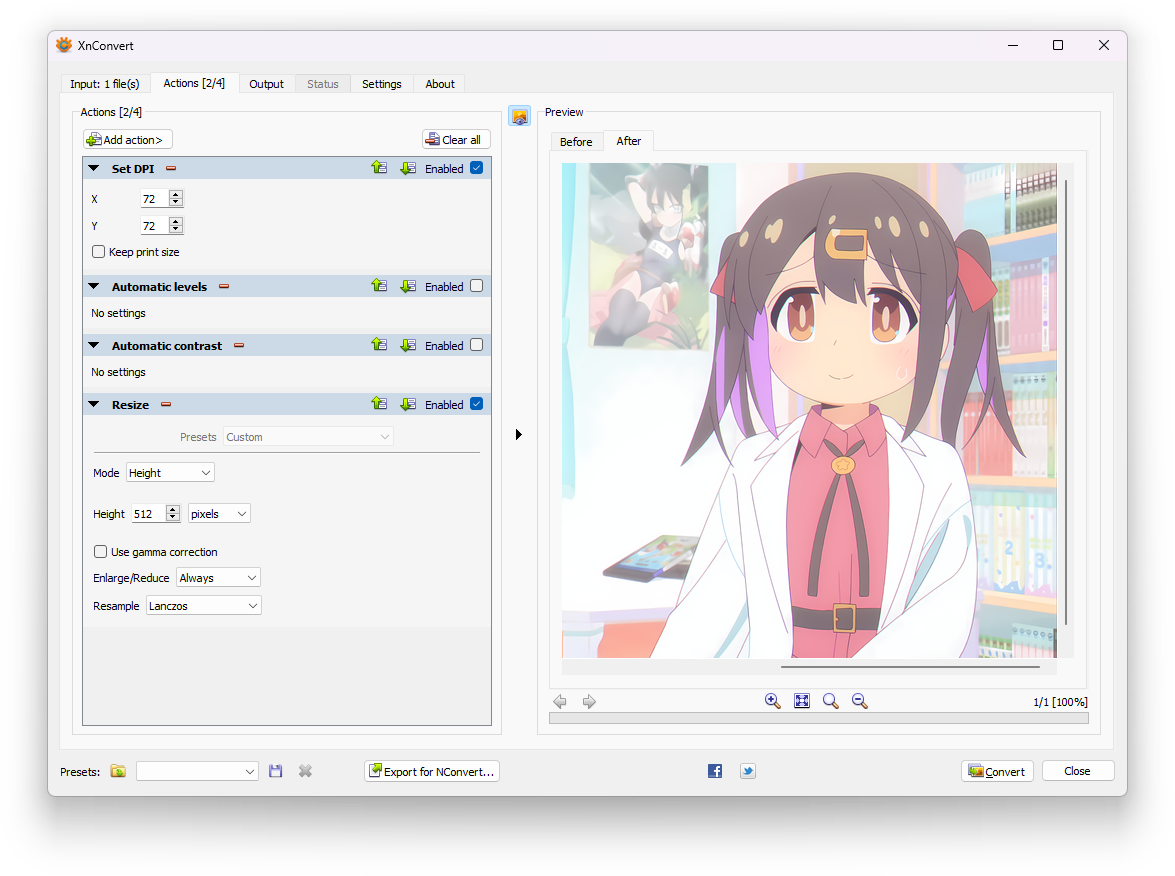 XnConvert
Input: 1 file(s)
Actions [2/4]
Output
Status
Settings
About
Actions [2/4]
Add action>
Clear all
Set DPI
Enabled
X
72
Y
72
Keep print size
Automatic levels
Enabled
No settings
Automatic contrast
Enabled
No settings
Resize
Enabled
Presets
Custom
Mode
Height
Height
512
pixels
Use gamma correction
Enlarge/Reduce
Always
Resample
Lanczos
Preview
Before
After
2
3
1/1 [100%]
Presets:
Export for NConvert...
Convert
Close